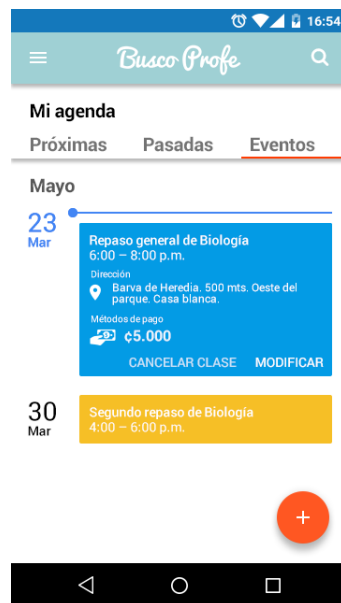 16:54
Busco Profe
Mi agenda
Próximas Pasadas Eventos
Mayo
23
Mar
Repaso general de Biología
6:00 – 8:00 p.m.
Dirección
Barva de Heredia. 500 mts. Oeste del
parque. Casa blanca.
Métodos de pago
¢5.000
CANCELAR CLASE MODIFICAR
30
Mar
Segundo repaso de Biología
4:00 – 6:00 p.m.